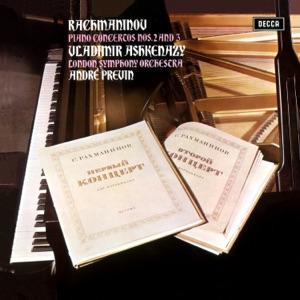 RACHMANINOV
PIANO CONCERTOS NOS. 2 AND 3
VLADIMIR ASHKENAZY
LONDON SYMPHONY ORCHESTRA
ANDRÉ PREVIN
DECCA
С. РАХМАНИНОВ
ПЕРВЫЙ
КОНЦЕРТ
С. РАХМАНИНОВ
ВТОРОЙ
КОНЦЕРТ